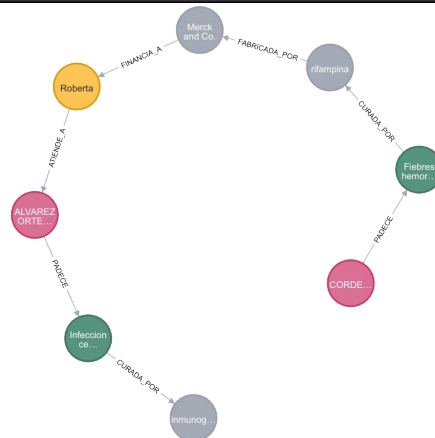 Merck
and Co.
FABRICADA_POR
rifampina
FINANCIA_A
Roberta
CURADA_POR
ATIENDE_A
Fiebres
hemor...
ALVAREZ
ORTE...
PADECE
CORDE...
PADECE
Infeccion
ce...
CURADA_POR
inmunog...